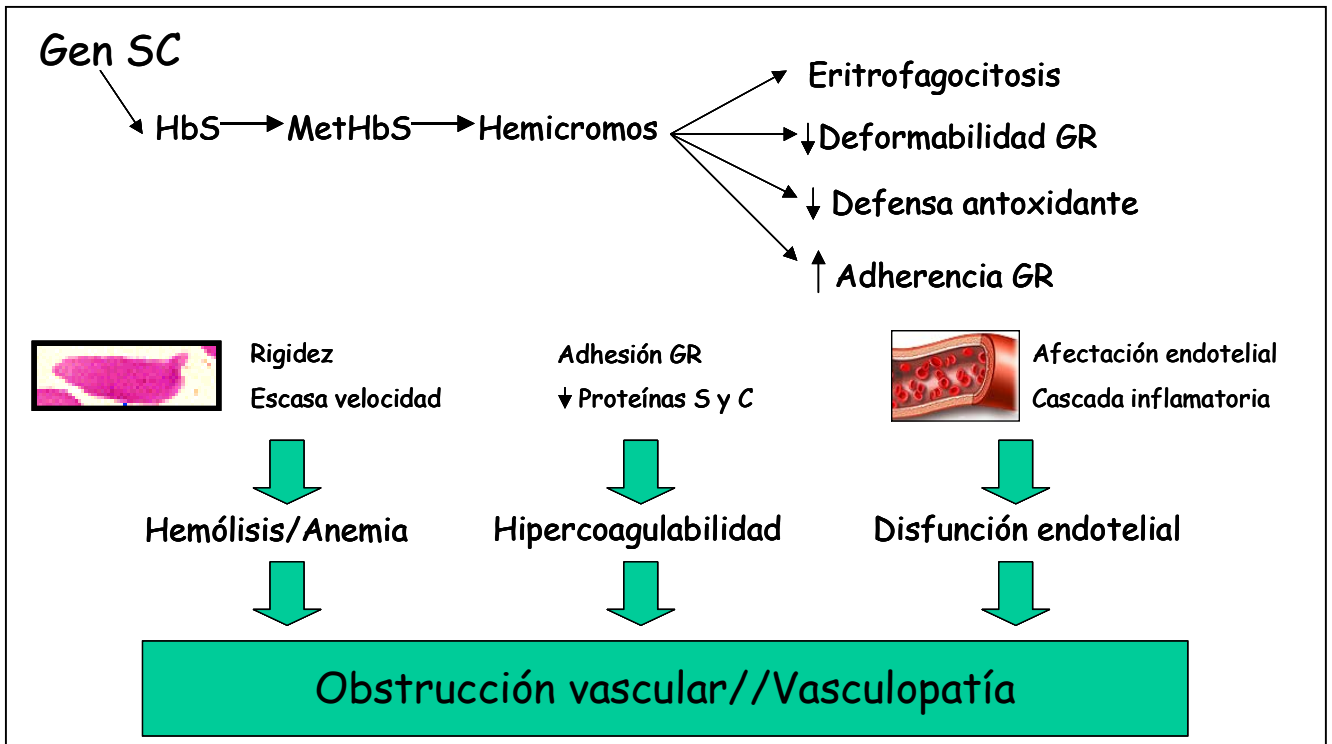 Gen SC
HbS → MetHbS → Hemicromos
Eritrofagocitosis
↓Deformabilidad GR
↓ Defensa antoxidante
↑ Adherencia GR
Rigidez
Escasa velocidad
Adhesión GR
↓ Proteínas S y C
Afectación endotelial
Cascada inflamatoria
Hemólisis/Anemia
Hipercoagulabilidad
Disfunción endotelial
Obstrucción vascular//Vasculopatía